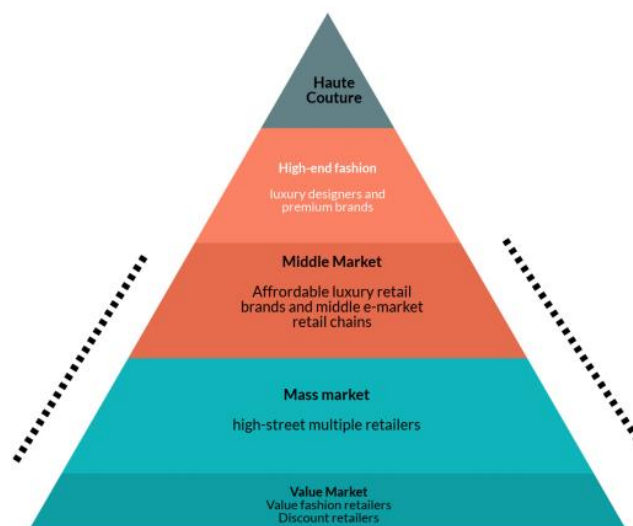 Haute
Couture
High-end fashion
luxury designers and
premium brands
Middle Market
Affrordable luxury retail
brands and middle e-market
retail chains
Mass market
high-street multiple retailers
Value Market
Value fashion retailers
Discount retailers